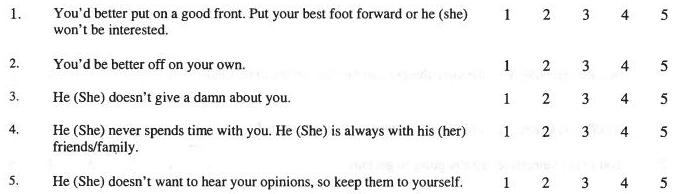 1. You'd better put on a good front. Put your best foot forward or he (she) 1 2 3 4 5
won't be interested.
2. You'd be better off on your own. 1 2 3 4 5
3. He (She) doesn't give a damn about you. 1 2 3 4 5
4. He (She) never spends time with you. He (She) is always with his (her) 1 2 3 4 5
friends/family.
5. He (She) doesn't want to hear your opinions, so keep them to yourself. 1 2 3 4 5